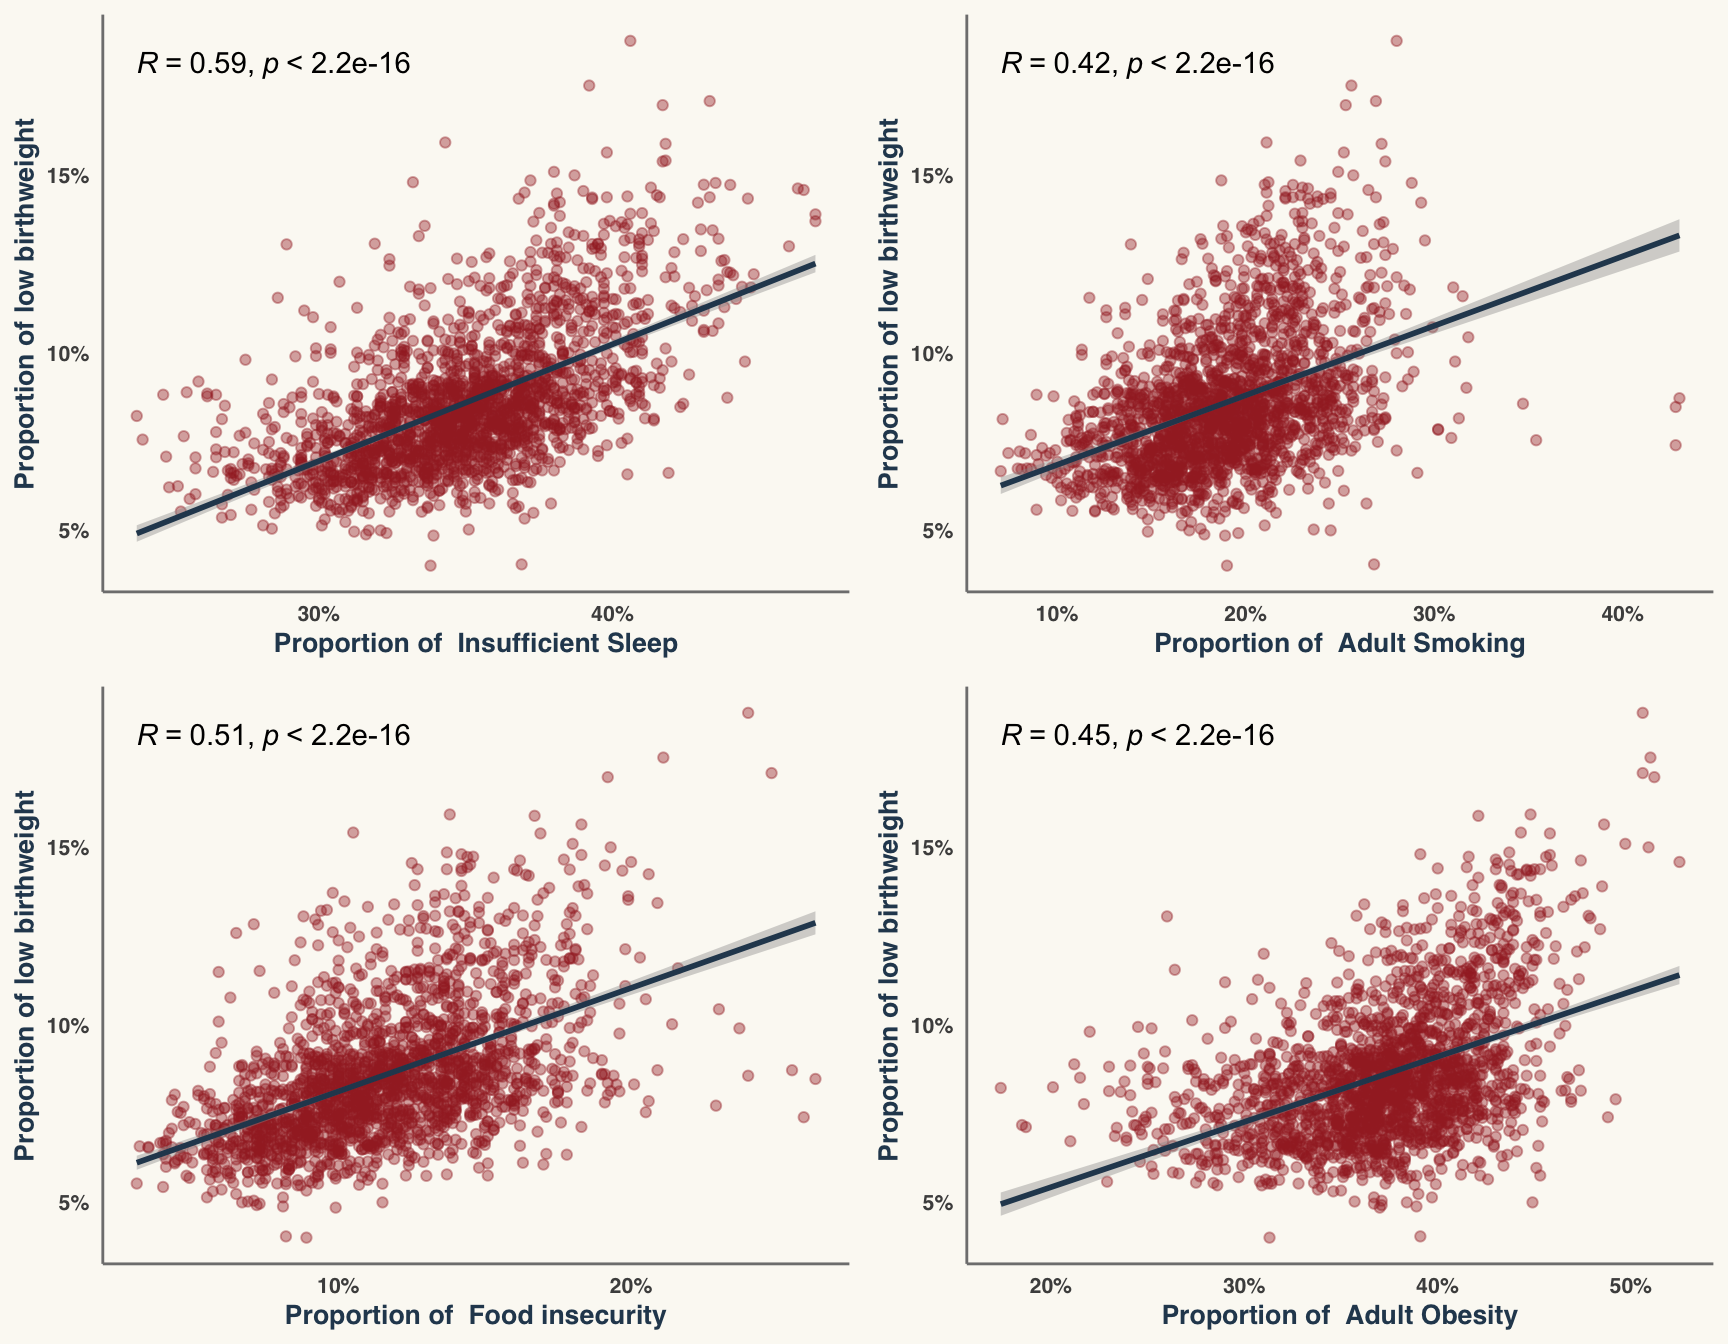 R = 0.59, p < 2.2e-16
Proportion of low birthweight
15%
10%
5%
30% 40%
Proportion of  Insufficient Sleep
R = 0.42, p < 2.2e-16
Proportion of low birthweight
15%
10%
5%
10% 20% 30% 40%
Proportion of  Adult Smoking
R = 0.51, p < 2.2e-16
Proportion of low birthweight
15%
10%
5%
10% 20%
Proportion of  Food insecurity
R = 0.45, p < 2.2e-16
Proportion of low birthweight
15%
10%
5%
20% 30% 40% 50%
Proportion of  Adult Obesity